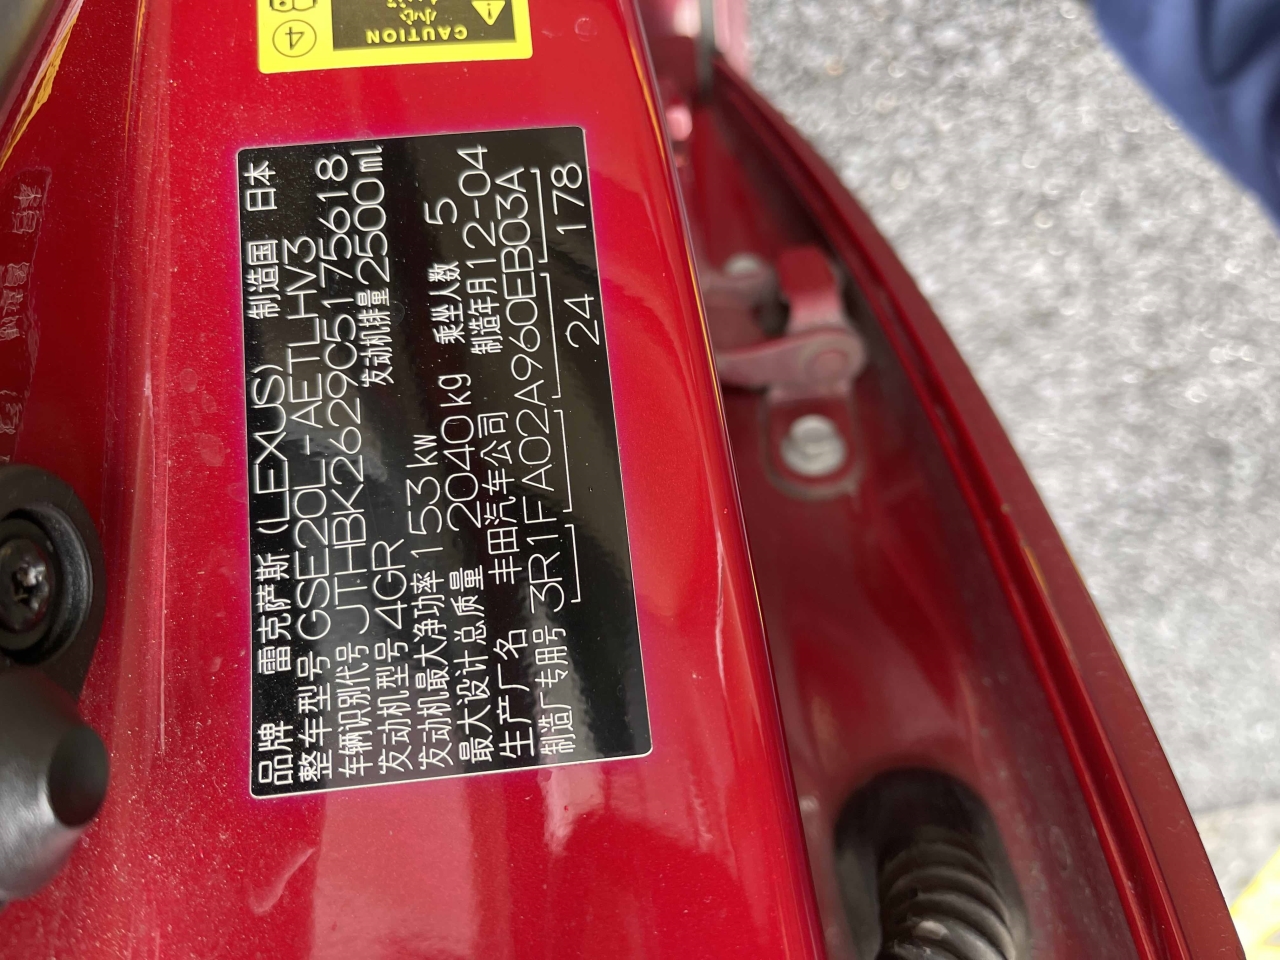 CAUTION
小心
4
品牌 雷克萨斯 (LEXUS) 制造国 日本
整车型号 GSE20L-AETLHV3
车辆识别代号 JTHBK2629C5175618
发动机型号 4GR 发动机排量 2500ml
发动机最大净功率 153kw
最大设计总质量 2040kg 乘坐人数 5
生产厂名 丰田汽车公司 制造年月 12-04
制造厂专用号 3R1FA02A960EB03A
24 178